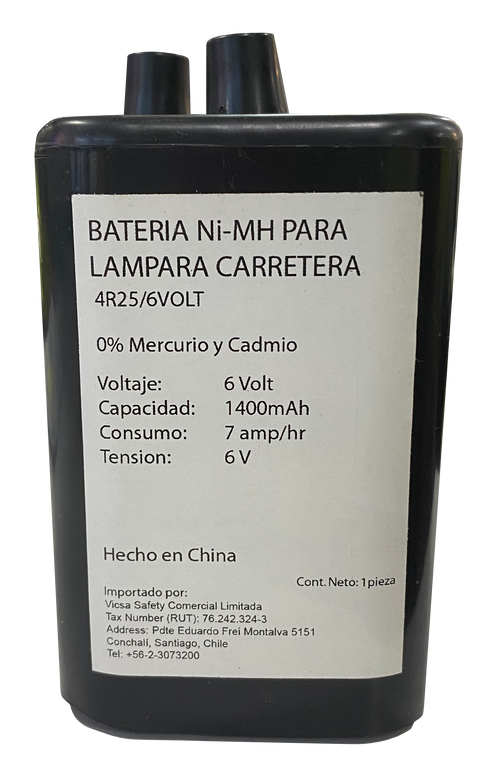 BATERIA Ni-MH PARA
LAMPARA CARRETERA
4R25/6VOLT
0% Mercurio y Cadmio
Voltaje: 6 Volt
Capacidad: 1400mAh
Consumo: 7 amp/hr
Tension: 6 V
Hecho en China
Cont. Neto: 1 pieza
Importado por:
Vicsa Safety Comercial Limitada
Tax Number (RUT): 76.242.324-3
Address: Pdte Eduardo Frei Montalva 5151
Conchalí, Santiago, Chile
Tel: +56-2-3073200